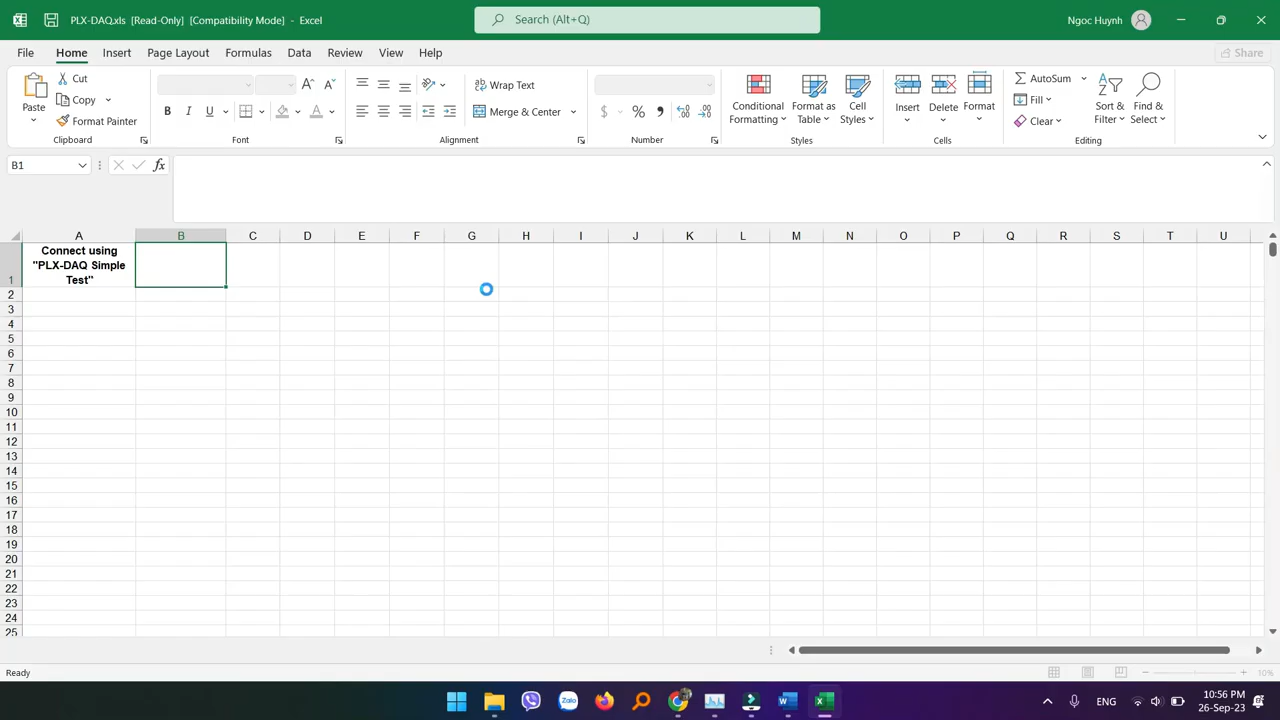 PLX-DAQ.xls [Read-Only] [Compatibility Mode] - Excel
Search (Alt+Q)
Ngoc Huynh
File Home Insert Page Layout Formulas Data Review View Help
Share
Paste
Cut
Copy
Format Painter
Clipboard
B I U
A A
A
Font
Wrap Text
Merge & Center
Alignment
$ % ,
Number
Conditional Formatting
Format as Table
Cell Styles
Styles
Insert
Delete
Format
Cells
AutoSum
Fill
Clear
Sort & Filter
Find & Select
Editing
B1
fx
A B C D E F G H I J K L M N O P Q R S T U
1
Connect using
"PLX-DAQ Simple
Test"
2
3
4
5
6
7
8
9
10
11
12
13
14
15
16
17
18
19
20
21
22
23
24
25
Ready
10%
Zalo
ENG
10:56 PM
26-Sep-23